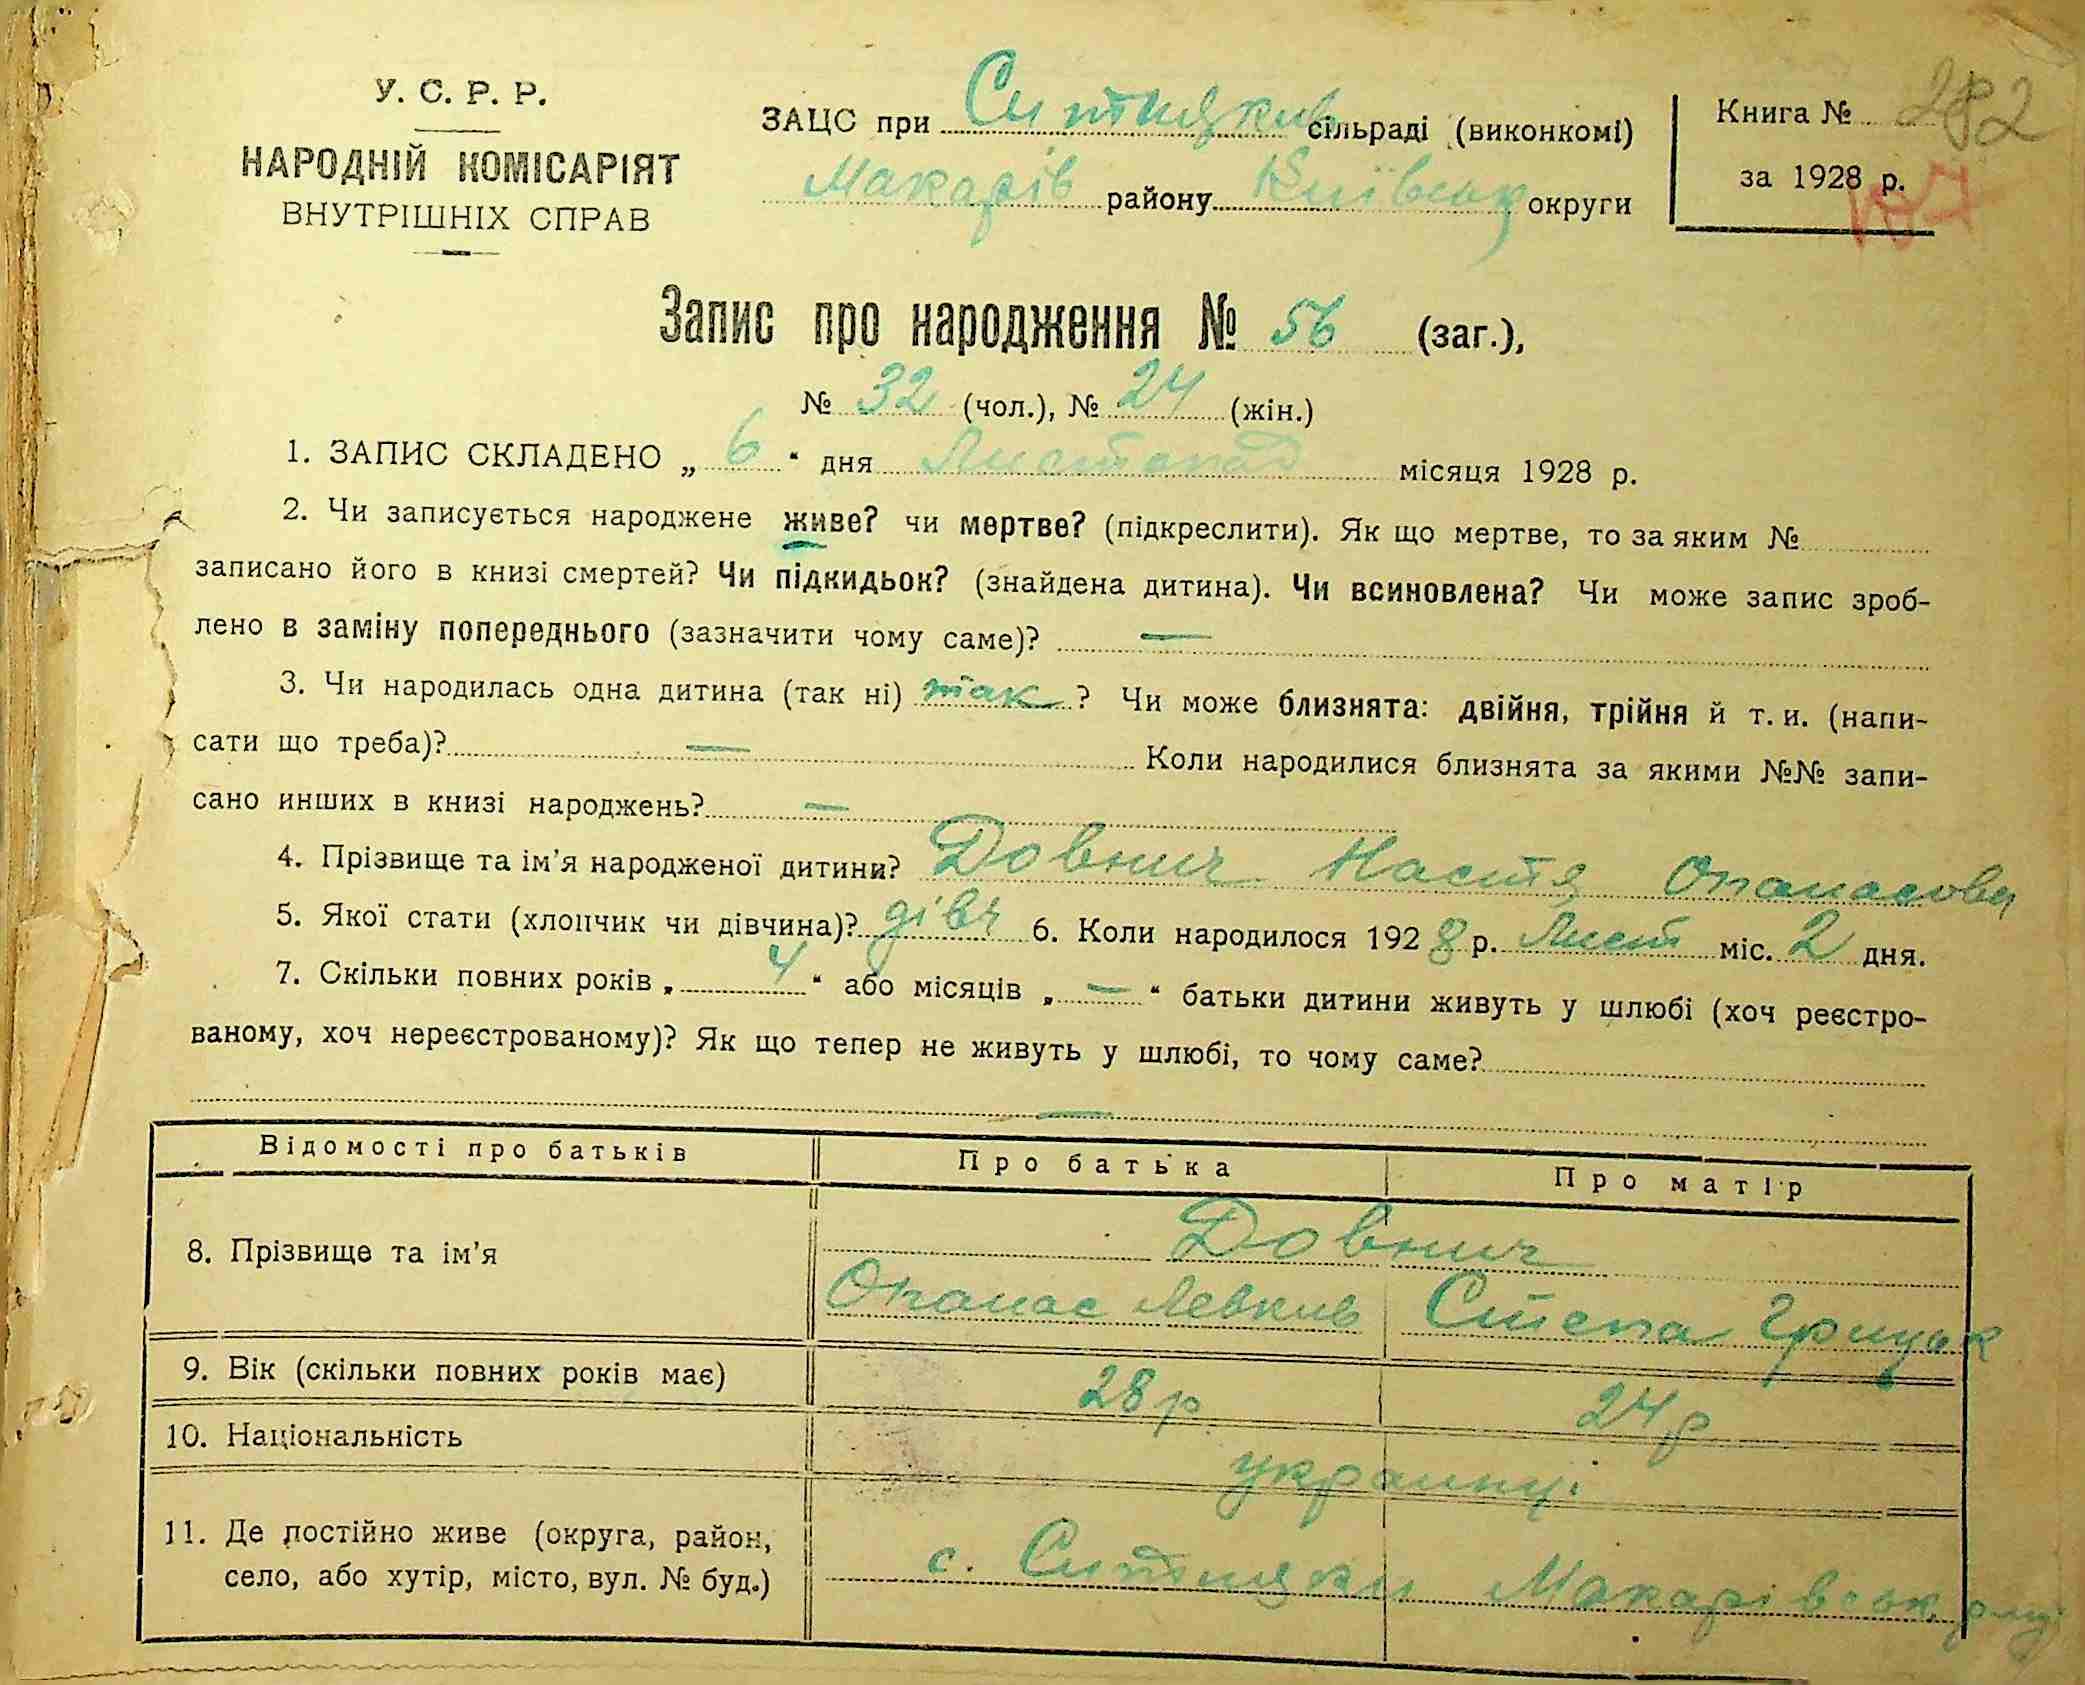 У. С. Р. Р.
НАРОДНІЙ КОМІСАРІЯТ
ВНУТРІШНІХ СПРАВ
ЗАЦС при Ситняків сільраді (виконкомі)
Макарів району Київськ округи
Книга № 282
за 1928 р.
Запис про народження № 56 (заг.),
№ 32 (чол.), № 24 (жін.)
1. ЗАПИС СКЛАДЕНО „ 6 “ дня Листопад місяця 1928 р.
2. Чи записується народжене живе? чи мертве? (підкреслити). Як що мертве, то за яким №
записано його в книзі смертей? Чи підкидьок? (знайдена дитина). Чи всиновлена? Чи може запис зроб-
лено в заміну попереднього (зазначити чому саме)? —
3. Чи народилась одна дитина (так ні) так ? Чи може близнята: двійня, трійня й т. и. (напи-
сати що треба)? — Коли народилися близнята за якими №№ запи-
сано инших в книзі народжень? —
4. Прізвище та ім’я народженої дитини? Довнич Настя Опанасова
5. Якої стати (хлопчик чи дівчина)? дівч 6. Коли народилося 1928 р. Лист міс. 2 дня.
7. Скільки повних років „ 4 “ або місяців „ — “ батьки дитини живуть у шлюбі (хоч реєстро-
ваному, хоч нереєстрованому)? Як що тепер не живуть у шлюбі, то чому саме?
—
Відомості про батьків Про батька Про матір
8. Прізвище та ім’я Довнич
Опанас Левків Степа Грицьк
9. Вік (скільки повних років має) 28 р 24 р
10. Національність украинці
11. Де постійно живе (округа, район,
село, або хутір, місто, вул. № буд.) с. Ситняки Макарівськ